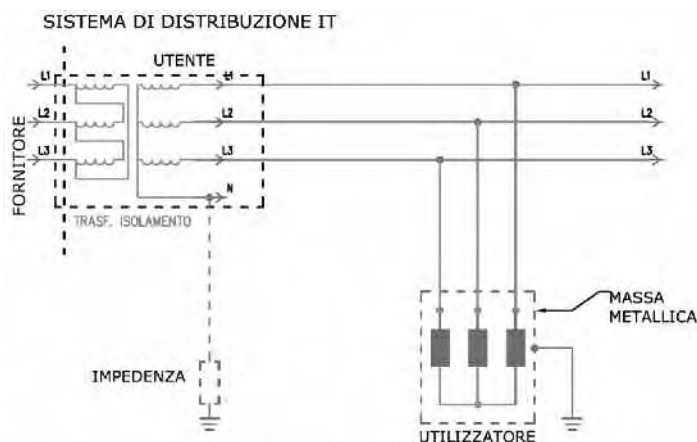 SISTEMA DI DISTRIBUZIONE IT
UTENTE
L1
L1
L1
L2
L2
L2
L3
L3
L3
N
FORNITORE
TRASF. ISOLAMENTO
MASSA
METALLICA
IMPEDENZA
UTILIZZATORE